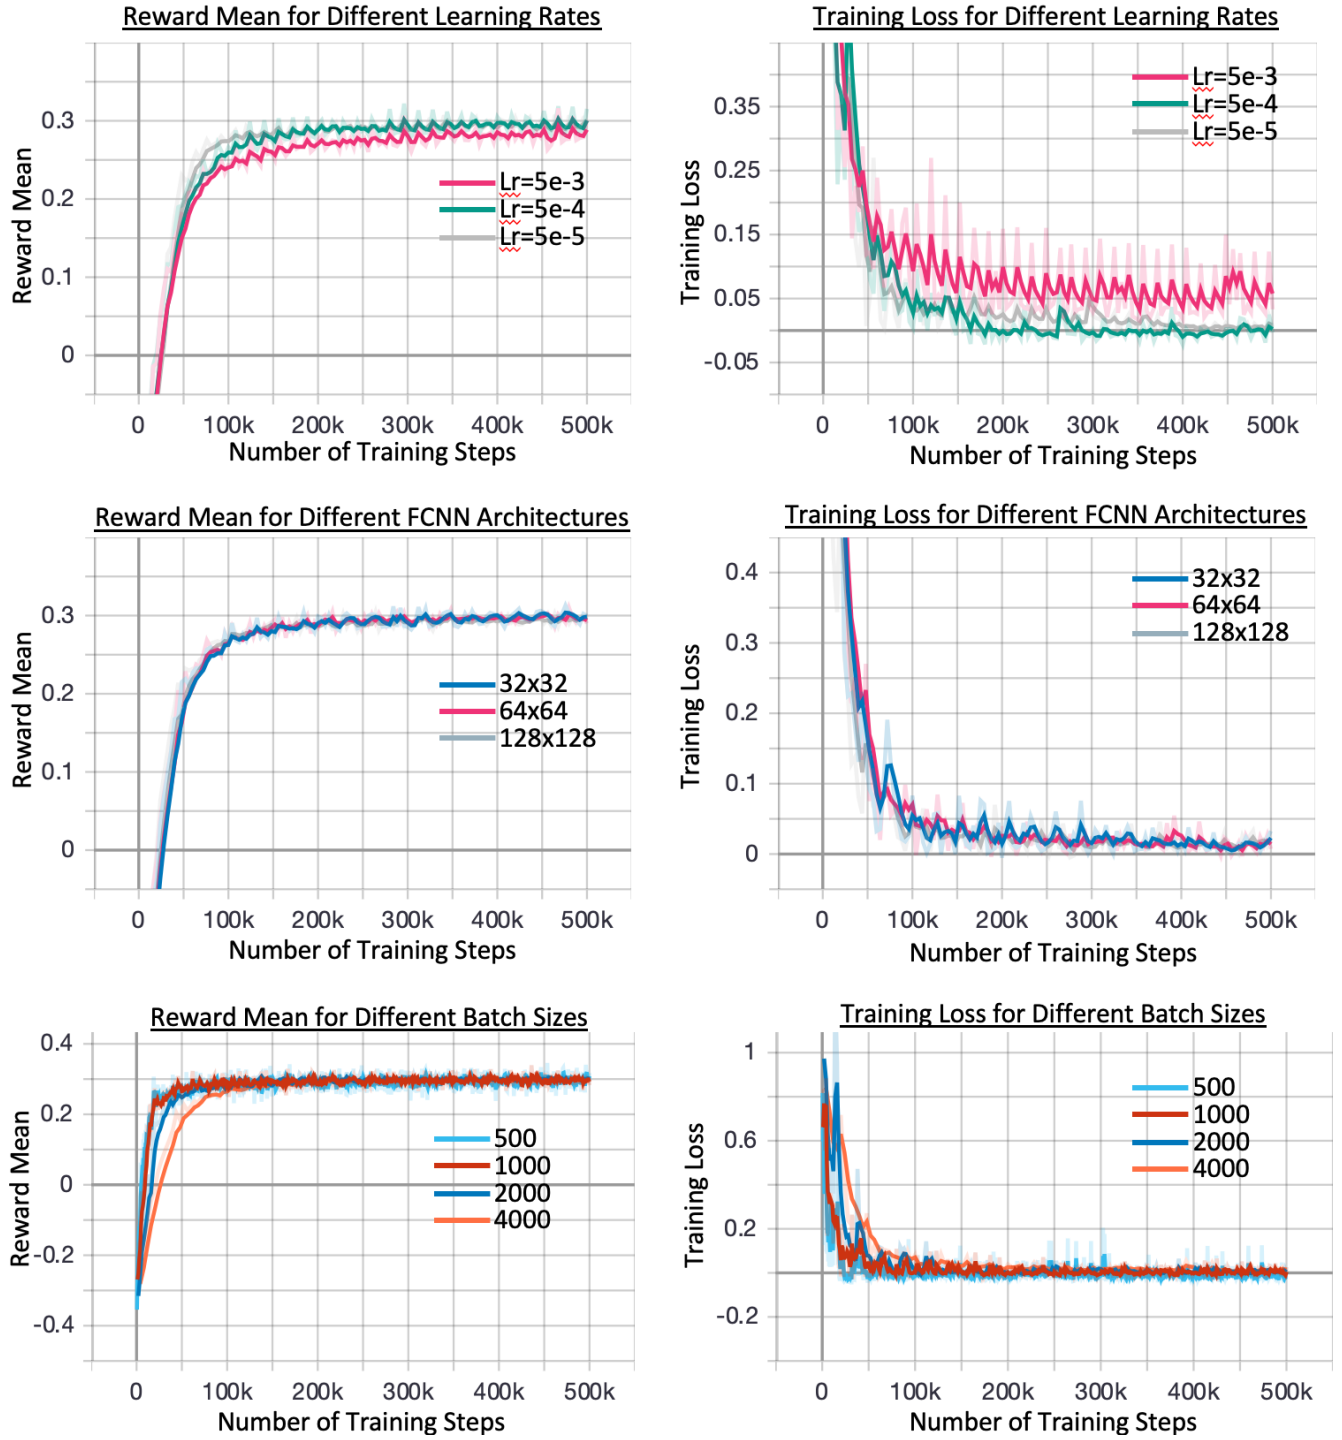 Reward Mean for Different Learning Rates
0.3
0.2
0.1
0
Reward Mean
Lr=5e-3
Lr=5e-4
Lr=5e-5
0 100k 200k 300k 400k 500k
Number of Training Steps
Training Loss for Different Learning Rates
0.35
0.25
0.15
0.05
-0.05
Training Loss
Lr=5e-3
Lr=5e-4
Lr=5e-5
0 100k 200k 300k 400k 500k
Number of Training Steps
Reward Mean for Different FCNN Architectures
0.3
0.2
0.1
0
Reward Mean
32x32
64x64
128x128
0 100k 200k 300k 400k 500k
Number of Training Steps
Training Loss for Different FCNN Architectures
0.4
0.3
0.2
0.1
0
Training Loss
32x32
64x64
128x128
0 100k 200k 300k 400k 500k
Number of Training Steps
Reward Mean for Different Batch Sizes
0.4
0.2
0
-0.2
-0.4
Reward Mean
500
1000
2000
4000
0 100k 200k 300k 400k 500k
Number of Training Steps
Training Loss for Different Batch Sizes
1
0.6
0.2
-0.2
Training Loss
500
1000
2000
4000
0 100k 200k 300k 400k 500k
Number of Training Steps